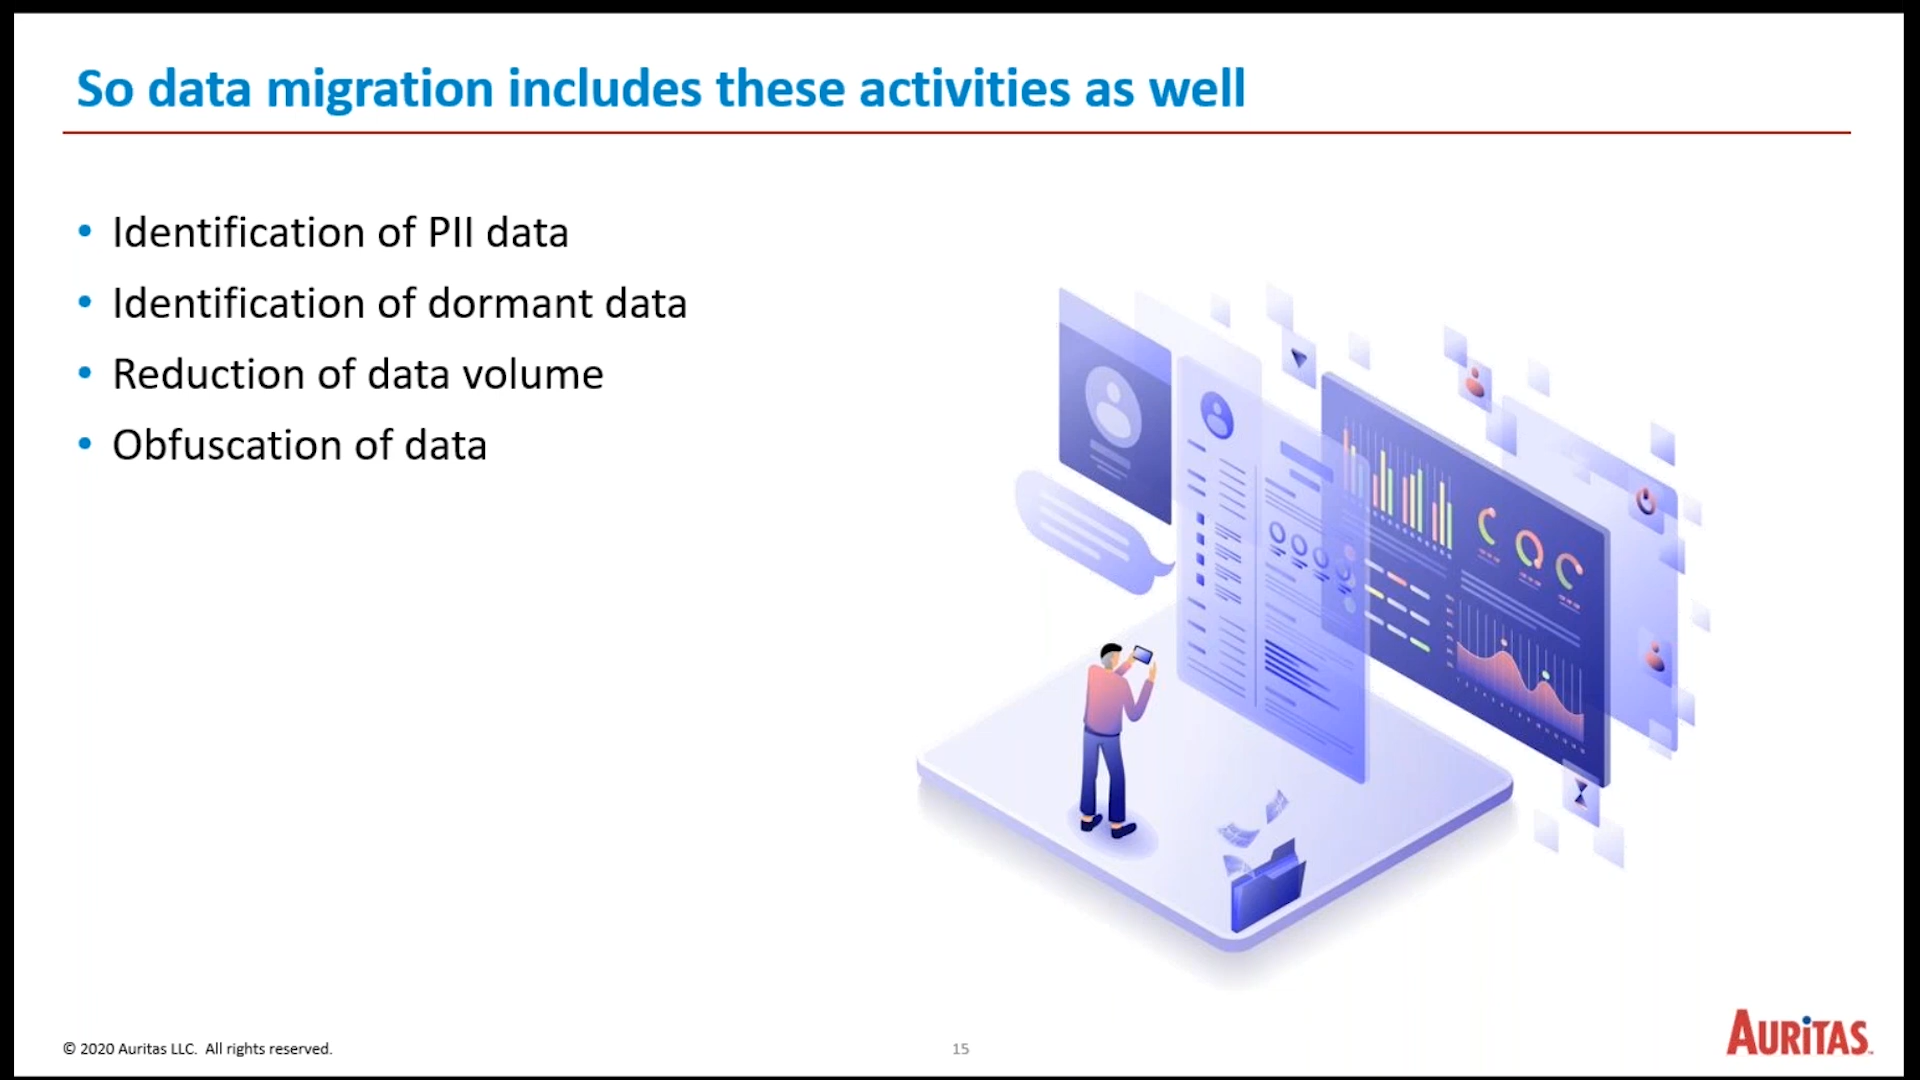 So data migration includes these activities as well
• Identification of PII data
• Identification of dormant data
• Reduction of data volume
• Obfuscation of data
© 2020 Auritas LLC. All rights reserved.
15
AURiTAS